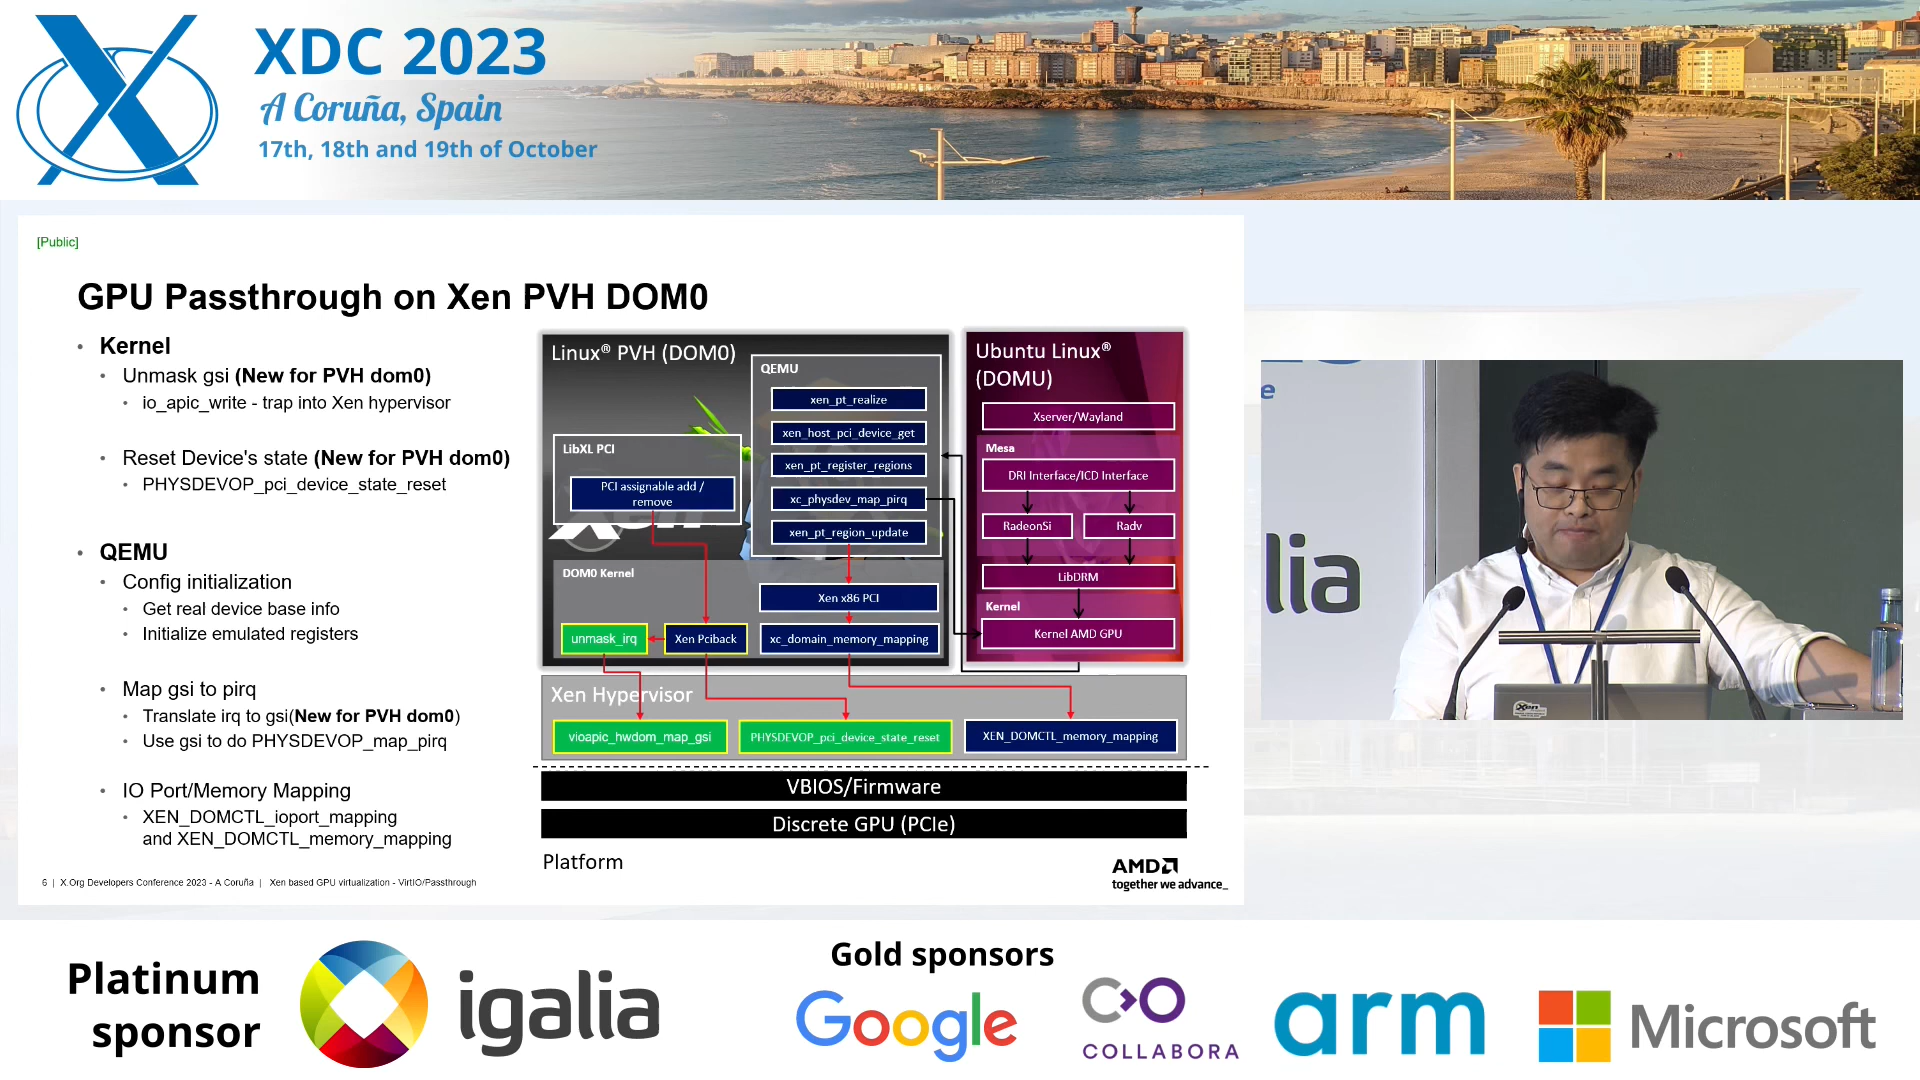 XDC 2023
A Coruña, Spain
17th, 18th and 19th of October
[Public]
GPU Passthrough on Xen PVH DOM0
• Kernel
• Unmask gsi (New for PVH dom0)
• io_apic_write - trap into Xen hypervisor
• Reset Device's state (New for PVH dom0)
• PHYSDEVOP_pci_device_state_reset
• QEMU
• Config initialization
• Get real device base info
• Initialize emulated registers
• Map gsi to pirq
• Translate irq to gsi(New for PVH dom0)
• Use gsi to do PHYSDEVOP_map_pirq
• IO Port/Memory Mapping
• XEN_DOMCTL_ioport_mapping
and XEN_DOMCTL_memory_mapping
Linux® PVH (DOM0)
QEMU
xen_pt_realize
xen_host_pci_device_get
xen_pt_register_regions
xc_physdev_map_pirq
xen_pt_region_update
LibXL PCI
PCI assignable add /
remove
Xen
DOM0 Kernel
Xen x86 PCI
unmask_irq
Xen Pciback
xc_domain_memory_mapping
Ubuntu Linux®
(DOMU)
Xserver/Wayland
Mesa
DRI Interface/ICD Interface
RadeonSi
Radv
LibDRM
Kernel
Kernel AMD GPU
Xen Hypervisor
vioapic_hwdom_map_gsi
PHYSDEVOP_pci_device_state_reset
XEN_DOMCTL_memory_mapping
VBIOS/Firmware
Discrete GPU (PCIe)
Platform
AMD
together we advance_
6 | X.Org Developers Conference 2023 - A Coruña | Xen based GPU virtualization - VirtIO/Passthrough
e
lia
Xen
Platinum
sponsor
igalia
Gold sponsors
Google
COLLABORA
arm
Microsoft